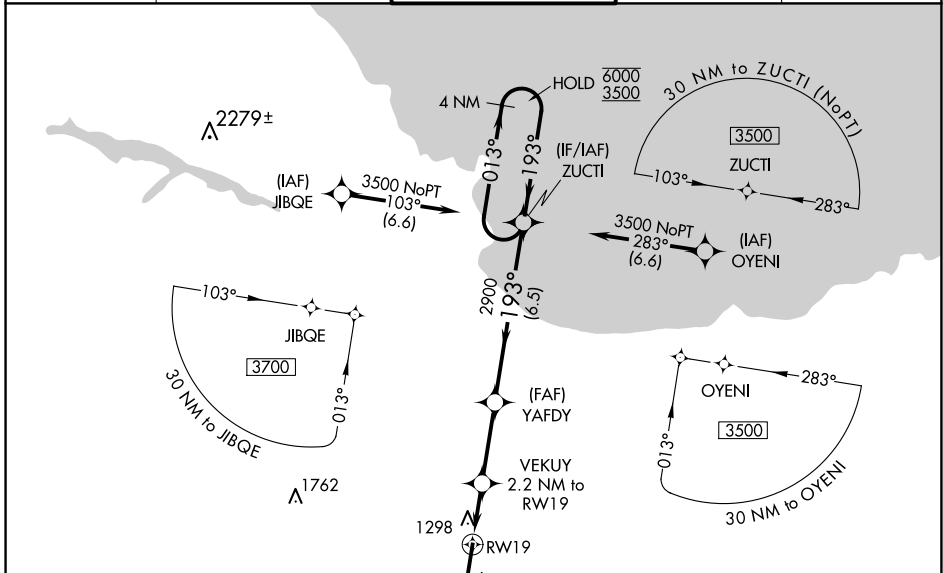 HOLD 6000
3500
4 NM
013°
193°
(IF/IAF)
ZUCTI
30 NM to ZUCTI (NoPT)
3500
ZUCTI
103°
283°
2279±
(IAF)
JIBQE
3500 NoPT
103°
(6.6)
3500 NoPT
283°
(6.6)
(IAF)
OYENI
2900
193°
(6.5)
103°
JIBQE
3700
013°
30 NM to JIBQE
283°
OYENI
3500
013°
30 NM to OYENI
(FAF)
YAFDY
VEKUY
2.2 NM to
RW19
1762
1298
RW19